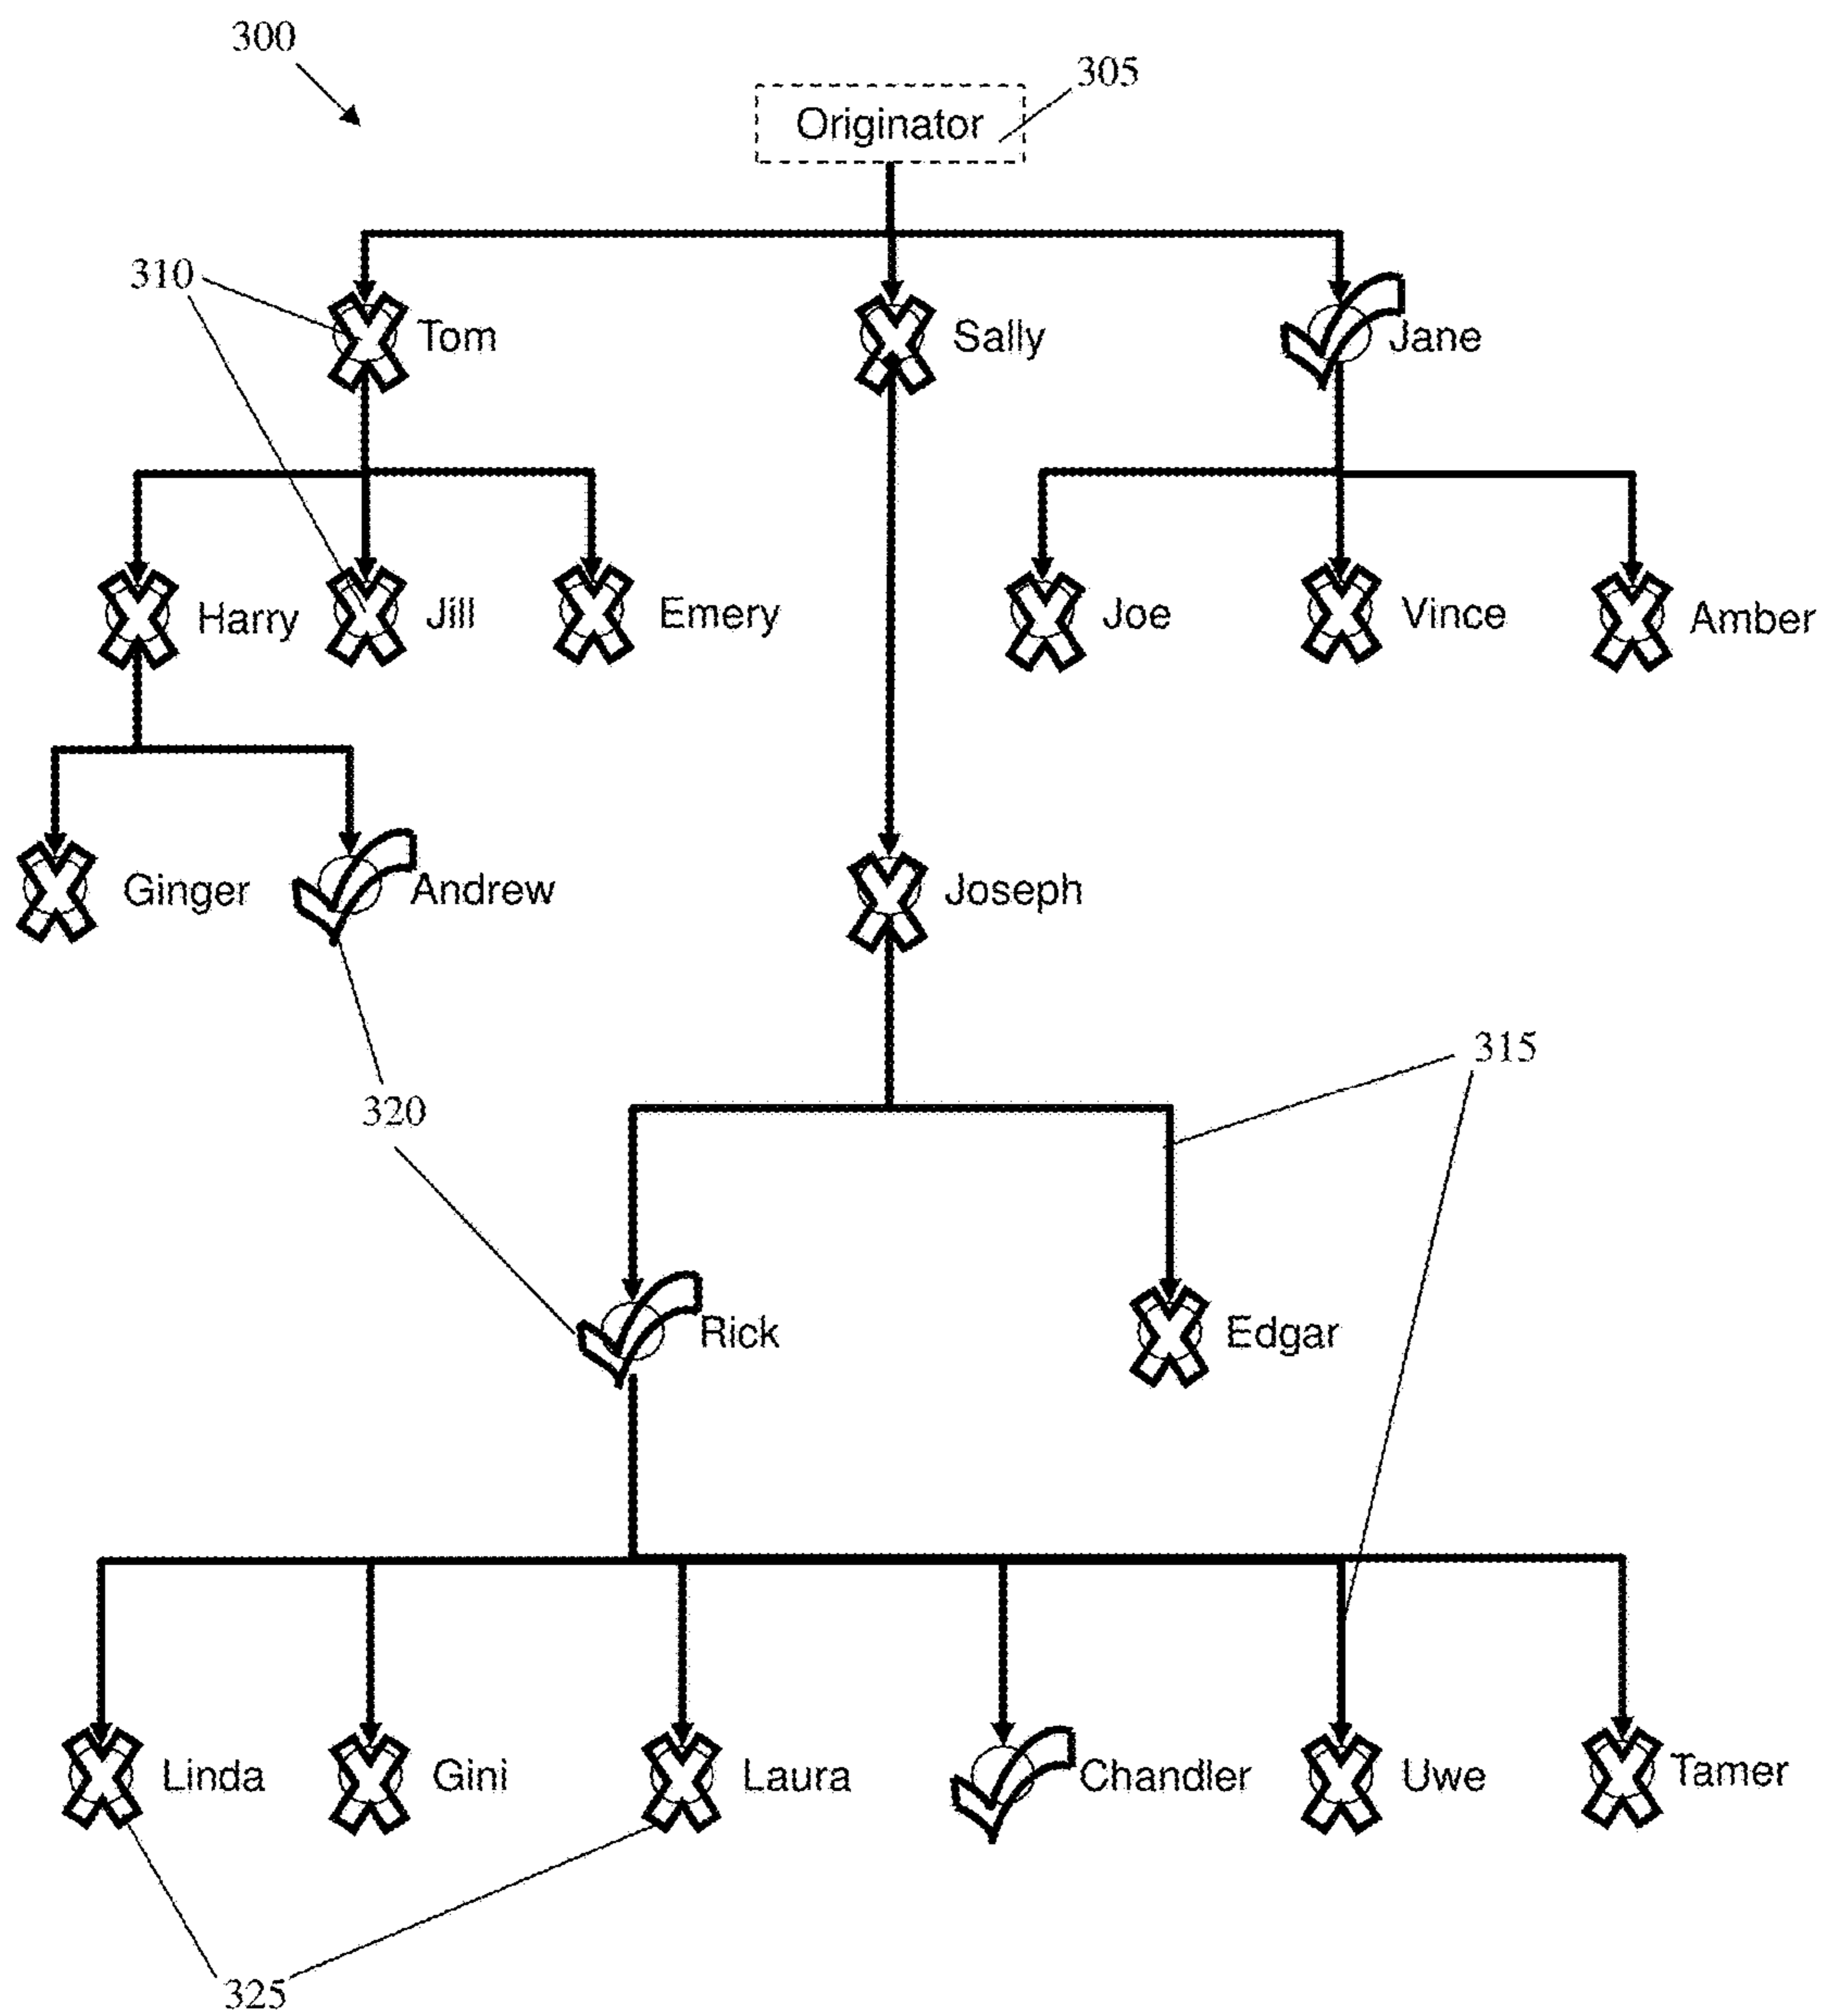 300
305
Originator
310
Tom
Sally
Jane
Harry
Jill
Emery
Joe
Vince
Amber
Ginger
Andrew
Joseph
315
320
Rick
Edgar
Linda
Gini
Laura
Chandler
Uwe
Tamer
325